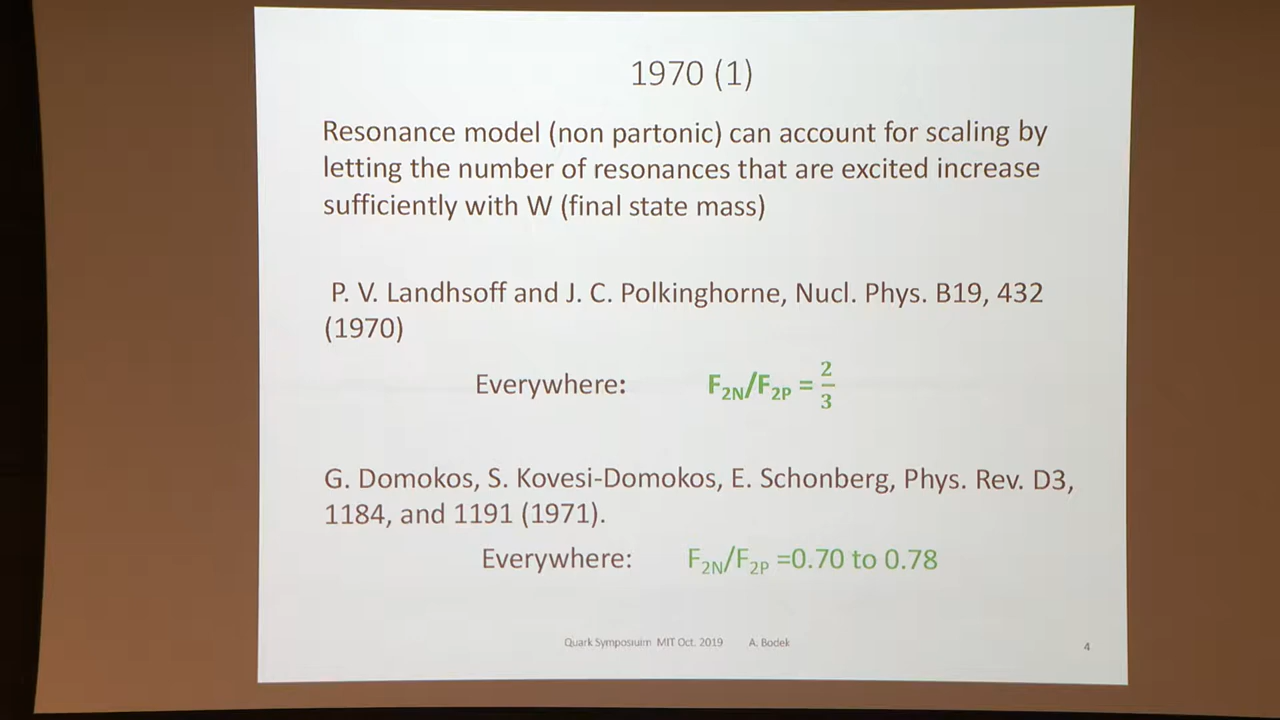 1970 (1)
Resonance model (non partonic) can account for scaling by
letting the number of resonances that are excited increase
sufficiently with W (final state mass)
P. V. Landhsoff and J. C. Polkinghorne, Nucl. Phys. B19, 432
(1970)
Everywhere: F₂N/F₂P = 2/3
G. Domokos, S. Kovesi-Domokos, E. Schonberg, Phys. Rev. D3,
1184, and 1191 (1971).
Everywhere: F₂N/F₂P =0.70 to 0.78
Quark Symposium MIT Oct. 2019 A. Bodek 4